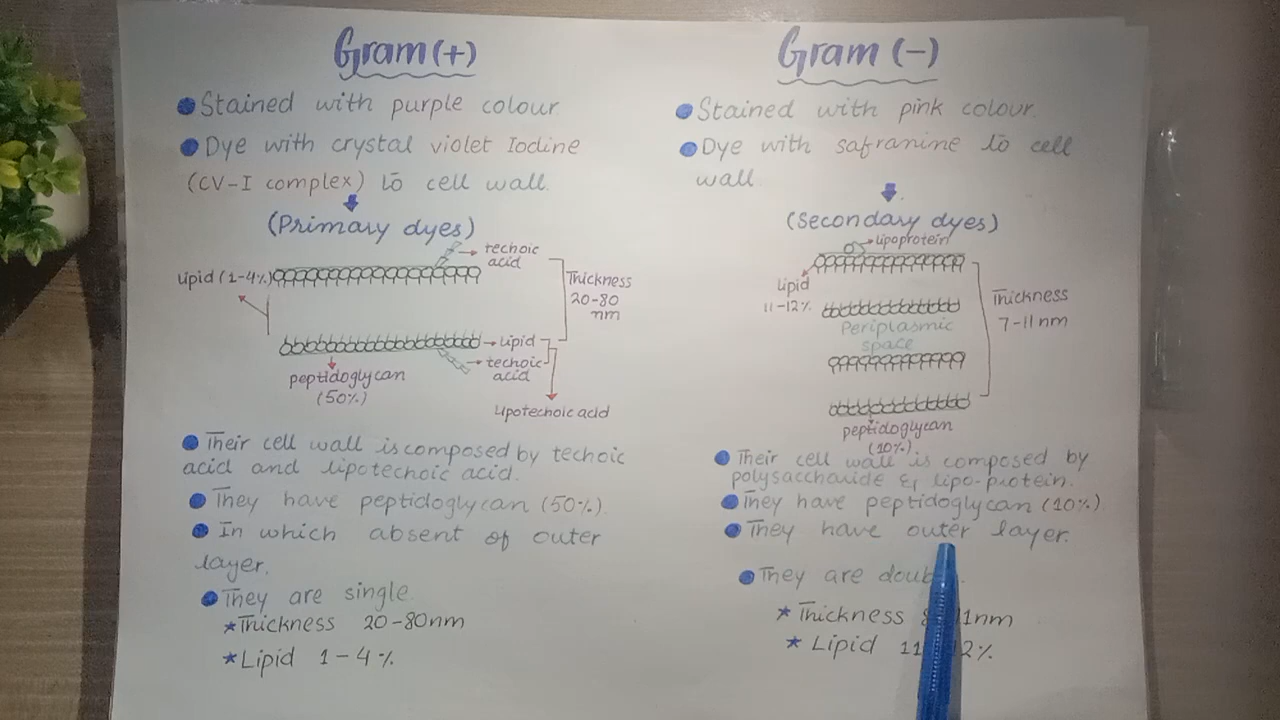 Gram (+)
Stained with purple colour
Dye with crystal violet Iodine
(CV-I complex) to cell wall.
(Primary dyes)
techoic
acid
Lipid (1-4%)
Thickness
20-80
nm
Lipid
techoic
acid
peptidoglycan
(50%)
Lipotechoic acid
Their cell wall is composed by techoic
acid and lipotechoic acid.
They have peptidoglycan (50%).
In which absent of outer
layer.
They are single
*Thickness 20-80nm
*Lipid 1-4%
Gram (-)
Stained with pink colour.
Dye with safranine to cell
wall.
(Secondary dyes)
Lipoprotein
Lipid
11-12%
Periplasmic
space
Thickness
7-11nm
peptidoglycan
(10%).
Their cell wall is composed by
polysaccharide & lipo-protein.
They have peptidoglycan (10%)
They have outer layer.
They are
* Thickness
* Lipid